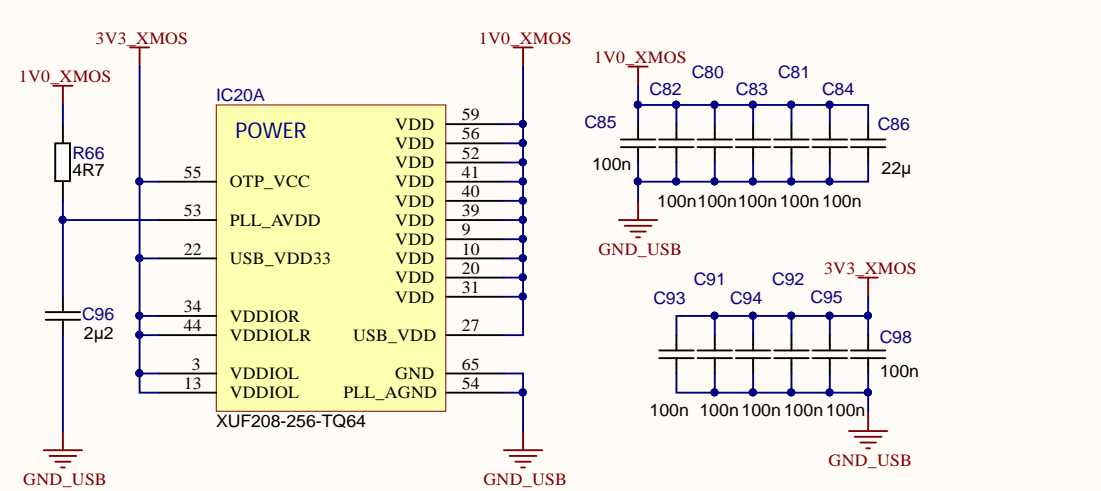 3V3_XMOS
1V0_XMOS
1V0_XMOS
R66
4R7
C96
2µ2
GND_USB
IC20A
POWER
55 OTP_VCC
53 PLL_AVDD
22 USB_VDD33
34 VDDIOR
44 VDDIOLR
3 VDDIOL
13 VDDIOL
VDD 59
VDD 56
VDD 52
VDD 41
VDD 40
VDD 39
VDD 9
VDD 10
VDD 20
VDD 31
USB_VDD 27
GND 65
PLL_AGND 54
XUF208-256-TQ64
GND_USB
1V0_XMOS
C80 C81
C82 C83 C84
C85 C86
100n
22µ
100n 100n 100n 100n 100n
GND_USB
3V3_XMOS
C91 C92
C93 C94 C95
C98
100n
100n 100n 100n 100n 100n
GND_USB